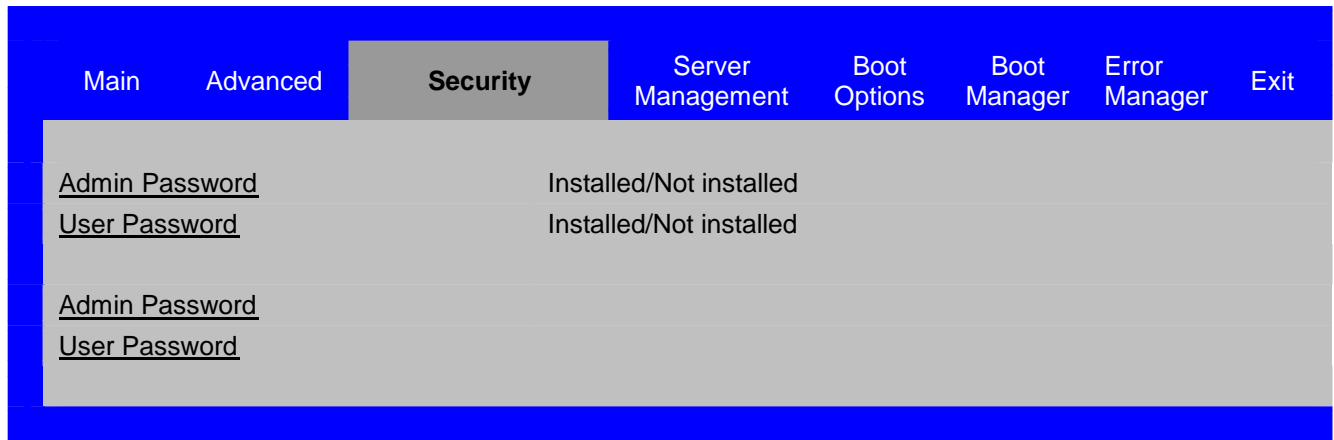 Main Advanced Security Server Management Boot Options Boot Manager Error Manager Exit
Admin Password Installed/Not installed
User Password Installed/Not installed
Admin Password
User Password